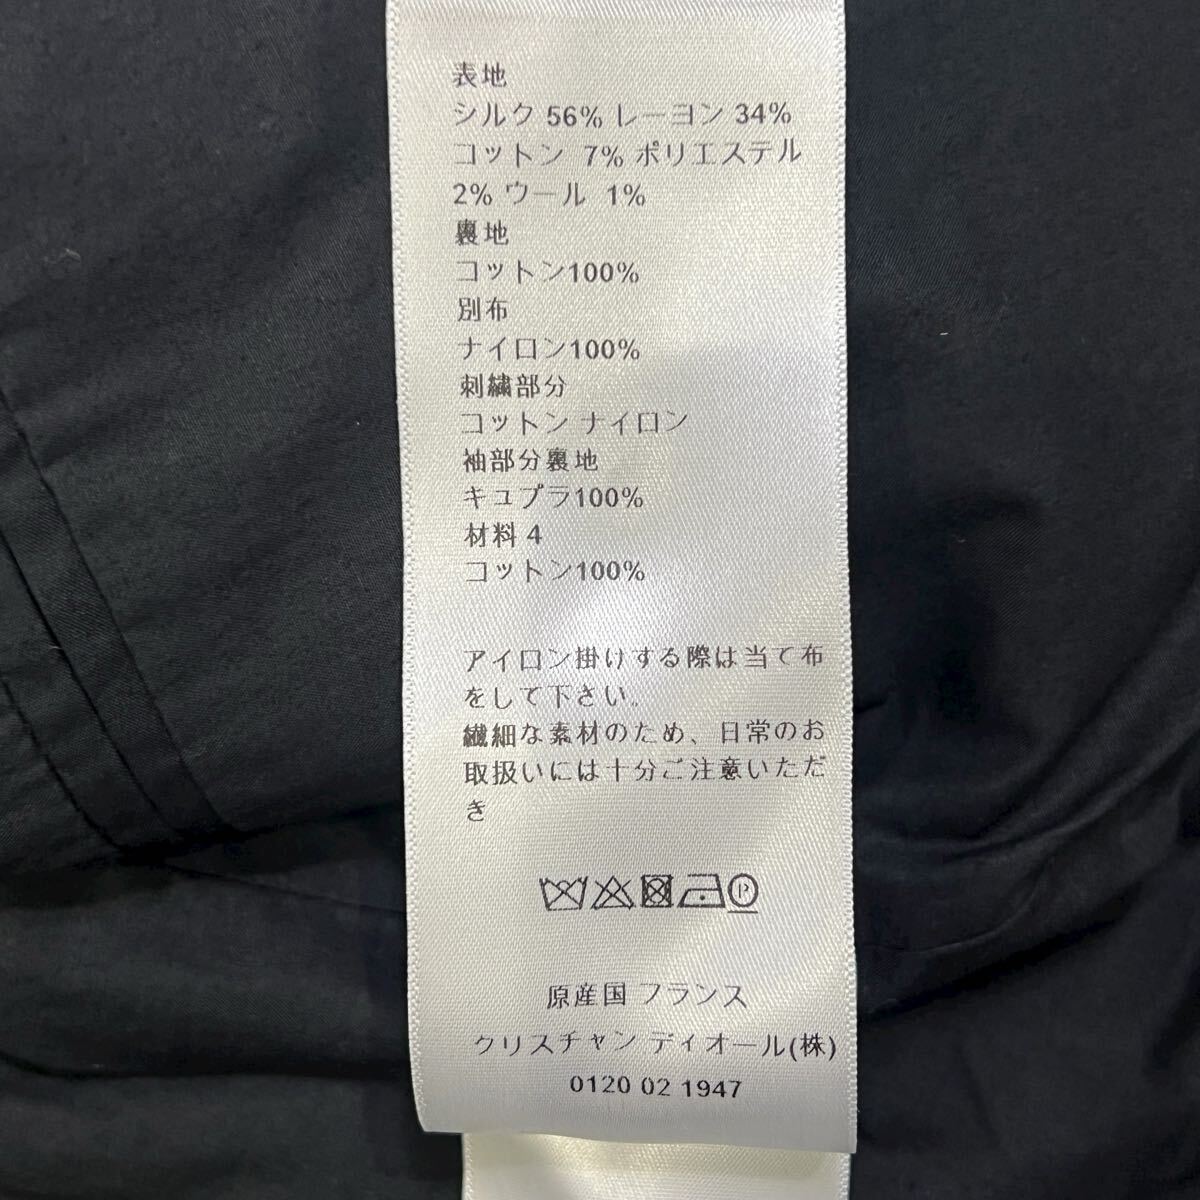 表地
シルク 56% レーヨン 34%
コットン 7% ポリエステル
2% ウール 1%
裏地
コットン100%
別布
ナイロン100%
刺繍部分
コットン ナイロン
袖部分裏地
キュプラ100%
材料 4
コットン100%
アイロン掛けする際は当て布
をして下さい。
繊細な素材のため、日常のお
取扱いには十分ご注意いただ
き
P
原産国 フランス
クリスチャン ディオール(株)
0120 02 1947